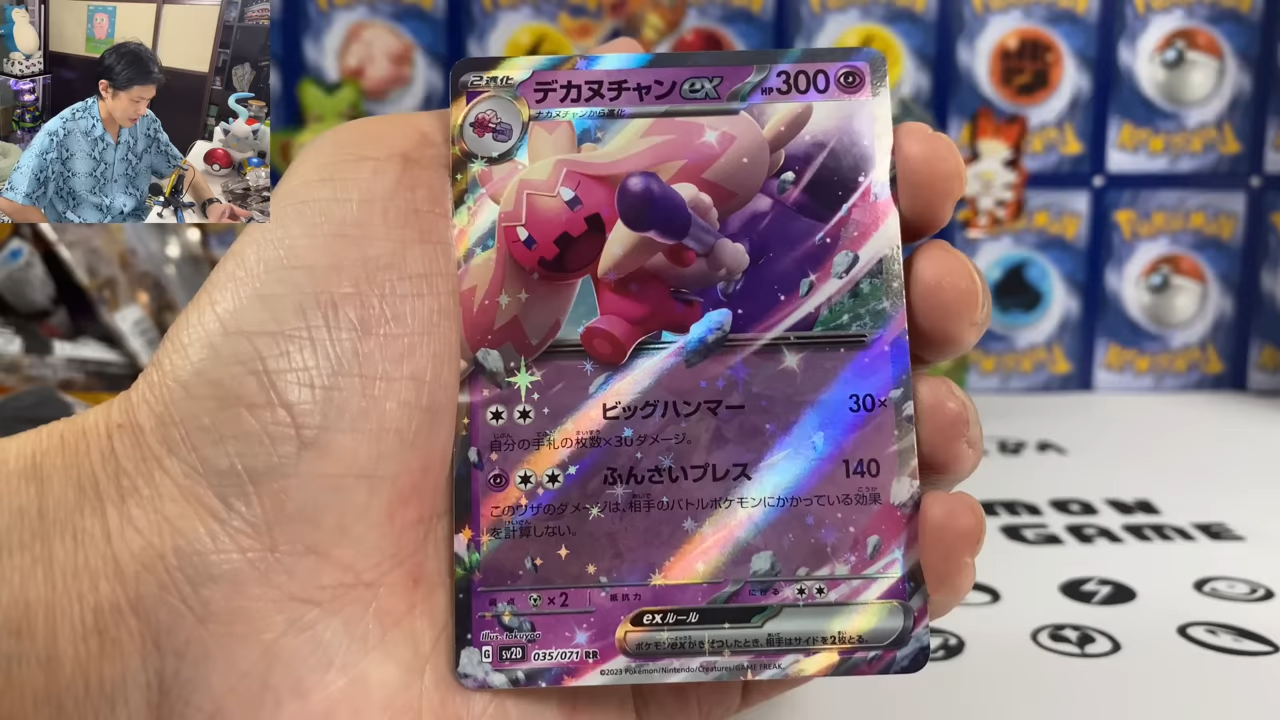 2進化 デカヌチャンex HP300
ナカヌチャンから進化
ビッグハンマー 30×
自分の手札の枚数×30ダメージ。
ふんさいプレス 140
このワザのダメージは、相手のバトルポケモンにかかっている効果
を計算しない。
弱点 ×2 抵抗力 にげる
exルール
ポケモンexがきぜつしたとき、相手はサイドを2枚とる。
Illus. takuyoa
G SV2D 035/071 RR
©2023 Pokémon/Nintendo/Creatures/GAME FREAK.
MON
GAME